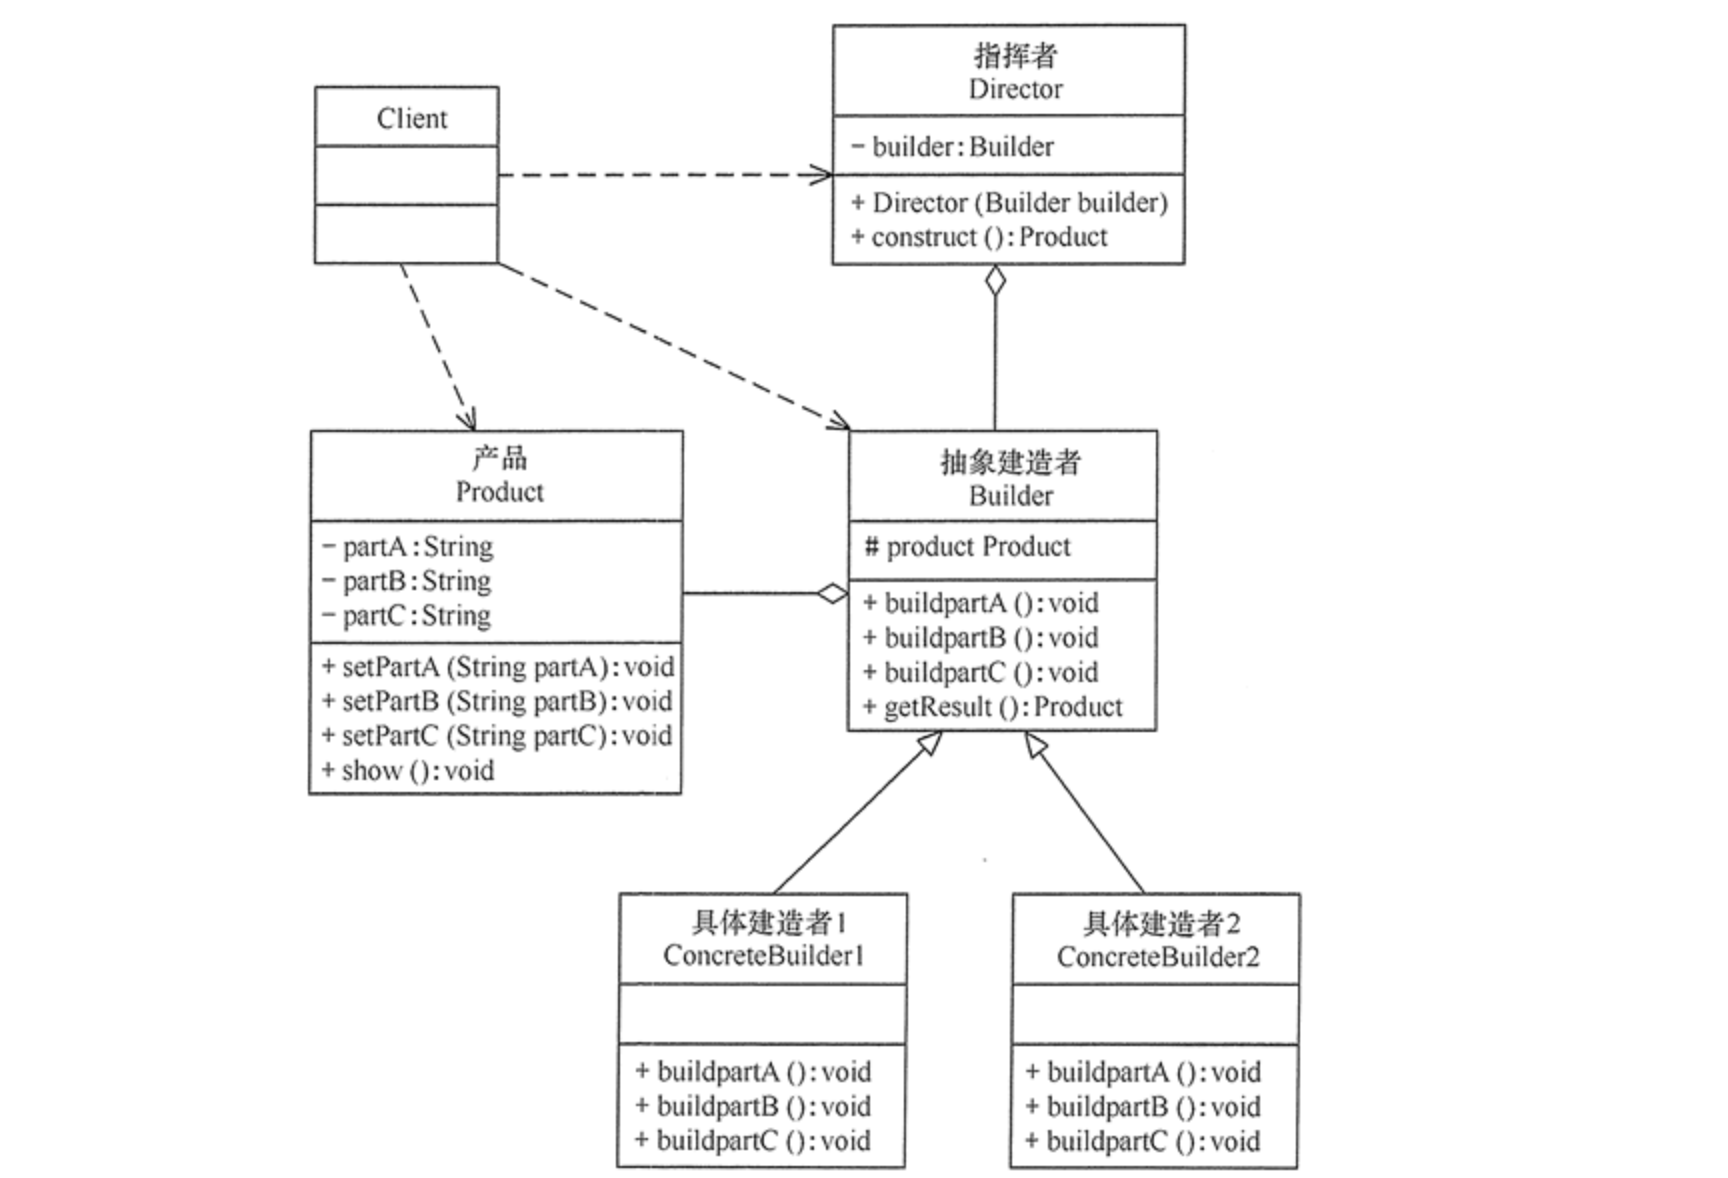 指挥者
Director
- builder:Builder
+ Director (Builder builder)
+ construct ():Product
Client
产品
Product
- partA:String
- partB:String
- partC:String
+ setPartA (String partA):void
+ setPartB (String partB):void
+ setPartC (String partC):void
+ show ():void
抽象建造者
Builder
# product Product
+ buildpartA ():void
+ buildpartB ():void
+ buildpartC ():void
+ getResult ():Product
具体建造者1
ConcreteBuilder1
+ buildpartA ():void
+ buildpartB ():void
+ buildpartC ():void
具体建造者2
ConcreteBuilder2
+ buildpartA ():void
+ buildpartB ():void
+ buildpartC ():void